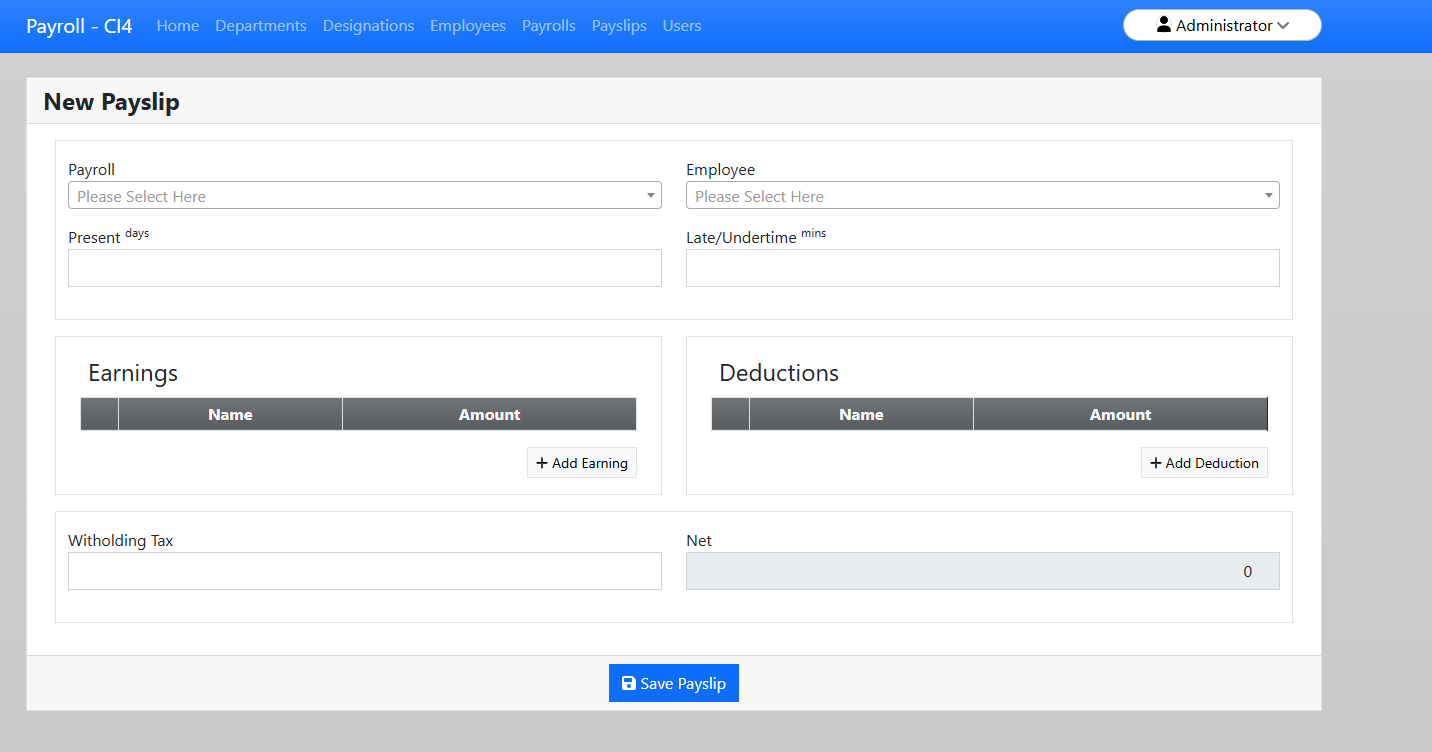 Payroll - CI4 Home Departments Designations Employees Payrolls Payslips Users Administrator
New Payslip
Payroll Employee
Please Select Here Please Select Here
Present days Late/Undertime mins
Earnings Deductions
Name Amount Name Amount
+ Add Earning + Add Deduction
Witholding Tax Net
0
Save Payslip